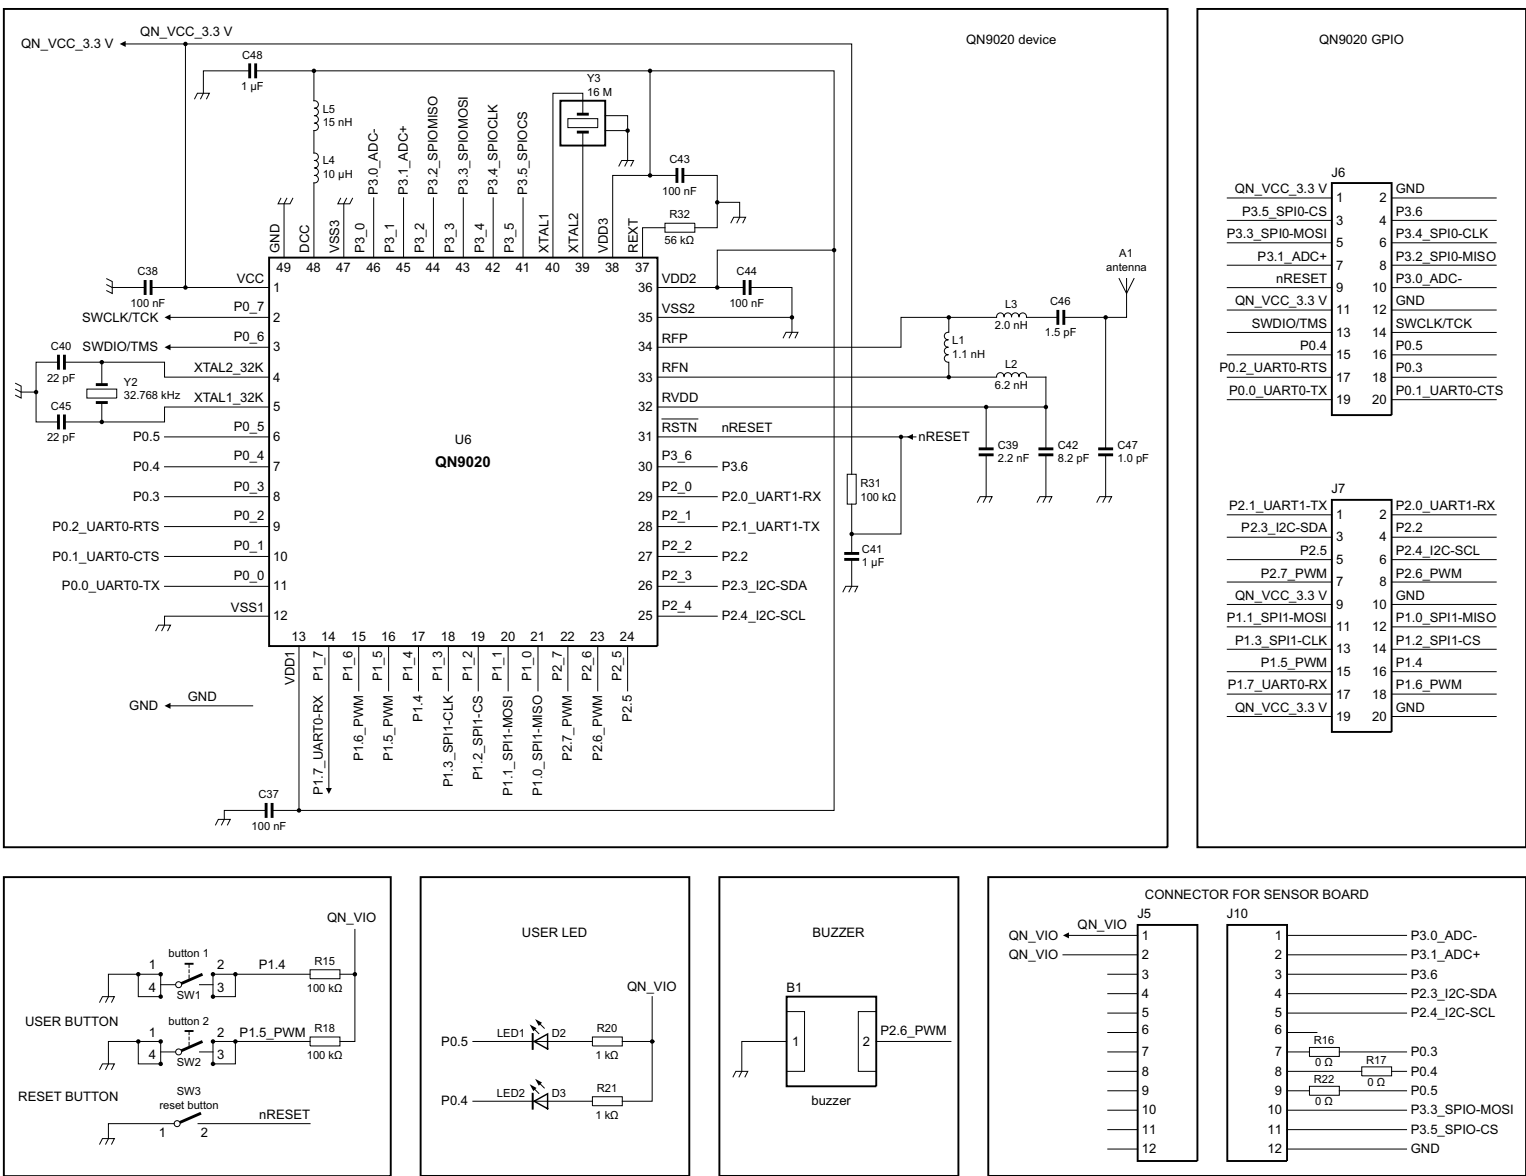 QN9020 device
QN_VCC_3.3 V
QN_VCC_3.3 V
C48
1 µF
L5
15 nH
L4
10 µH
Y3
16 M
C43
100 nF
R32
56 kΩ
P3.0_ADC-
P3.1_ADC+
P3.2_SPIOMISO
P3.3_SPIOMOSI
P3.4_SPIOCLK
P3.5_SPIOCS
GND
DCC
VSS3
P3_0
P3_1
P3_2
P3_3
P3_4
P3_5
XTAL1
XTAL2
VDD3
REXT
49 48 47 46 45 44 43 42 41 40 39 38 37
C38
100 nF
VCC 1
SWCLK/TCK P0_7 2
SWDIO/TMS P0_6 3
C40
22 pF
Y2
32.768 kHz
C45
22 pF
XTAL2_32K 4
XTAL1_32K 5
P0.5 P0_5 6
P0.4 P0_4 7
P0.3 P0_3 8
P0.2_UART0-RTS P0_2 9
P0.1_UART0-CTS P0_1 10
P0.0_UART0-TX P0_0 11
VSS1 12
U6
QN9020
36 VDD2
C44
100 nF
35 VSS2
34 RFP
33 RFN
32 RVDD
31 RSTN nRESET
nRESET
30 P3_6 P3.6
29 P2_0 P2.0_UART1-RX
28 P2_1 P2.1_UART1-TX
27 P2_2 P2.2
26 P2_3 P2.3_I2C-SDA
25 P2_4 P2.4_I2C-SCL
A1
antenna
L3
2.0 nH
C46
1.5 pF
L1
1.1 nH
L2
6.2 nH
C39
2.2 nF
C42
8.2 pF
C47
1.0 pF
R31
100 kΩ
C41
1 µF
13 14 15 16 17 18 19 20 21 22 23 24
VDD1
P1_7
P1_6
P1_5
P1_4
P1_3
P1_2
P1_1
P1_0
P2_7
P2_6
P2_5
P1.7_UART0-RX
P1.6_PWM
P1.5_PWM
P1.4
P1.3_SPI1-CLK
P1.2_SPI1-CS
P1.1_SPI1-MOSI
P1.0_SPI1-MISO
P2.7_PWM
P2.6_PWM
P2.5
GND GND
C37
100 nF
QN9020 GPIO
J6
QN_VCC_3.3 V 1 2 GND
P3.5_SPI0-CS 3 4 P3.6
P3.3_SPI0-MOSI 5 6 P3.4_SPI0-CLK
P3.1_ADC+ 7 8 P3.2_SPI0-MISO
nRESET 9 10 P3.0_ADC-
QN_VCC_3.3 V 11 12 GND
SWDIO/TMS 13 14 SWCLK/TCK
P0.4 15 16 P0.5
P0.2_UART0-RTS 17 18 P0.3
P0.0_UART0-TX 19 20 P0.1_UART0-CTS
J7
P2.1_UART1-TX 1 2 P2.0_UART1-RX
P2.3_I2C-SDA 3 4 P2.2
P2.5 5 6 P2.4_I2C-SCL
P2.7_PWM 7 8 P2.6_PWM
QN_VCC_3.3 V 9 10 GND
P1.1_SPI1-MOSI 11 12 P1.0_SPI1-MISO
P1.3_SPI1-CLK 13 14 P1.2_SPI1-CS
P1.5_PWM 15 16 P1.4
P1.7_UART0-RX 17 18 P1.6_PWM
QN_VCC_3.3 V 19 20 GND
QN_VIO
button 1
1 2 P1.4 R15
4 3 100 kΩ
SW1
USER BUTTON
button 2
1 2 P1.5_PWM R18
4 3 100 kΩ
SW2
RESET BUTTON
SW3
reset button
nRESET
1 2
USER LED
QN_VIO
P0.5 LED1 D2 R20
1 kΩ
P0.4 LED2 D3 R21
1 kΩ
BUZZER
B1
1 2 P2.6_PWM
buzzer
CONNECTOR FOR SENSOR BOARD
J5
QN_VIO QN_VIO 1
QN_VIO 2
3
4
5
6
7
8
9
10
11
12
J10
1 P3.0_ADC-
2 P3.1_ADC+
3 P3.6
4 P2.3_I2C-SDA
5 P2.4_I2C-SCL
6
7 R16 0 Ω P0.3
8 R17 0 Ω P0.4
9 R22 0 Ω P0.5
10 P3.3_SPIO-MOSI
11 P3.5_SPIO-CS
12 GND